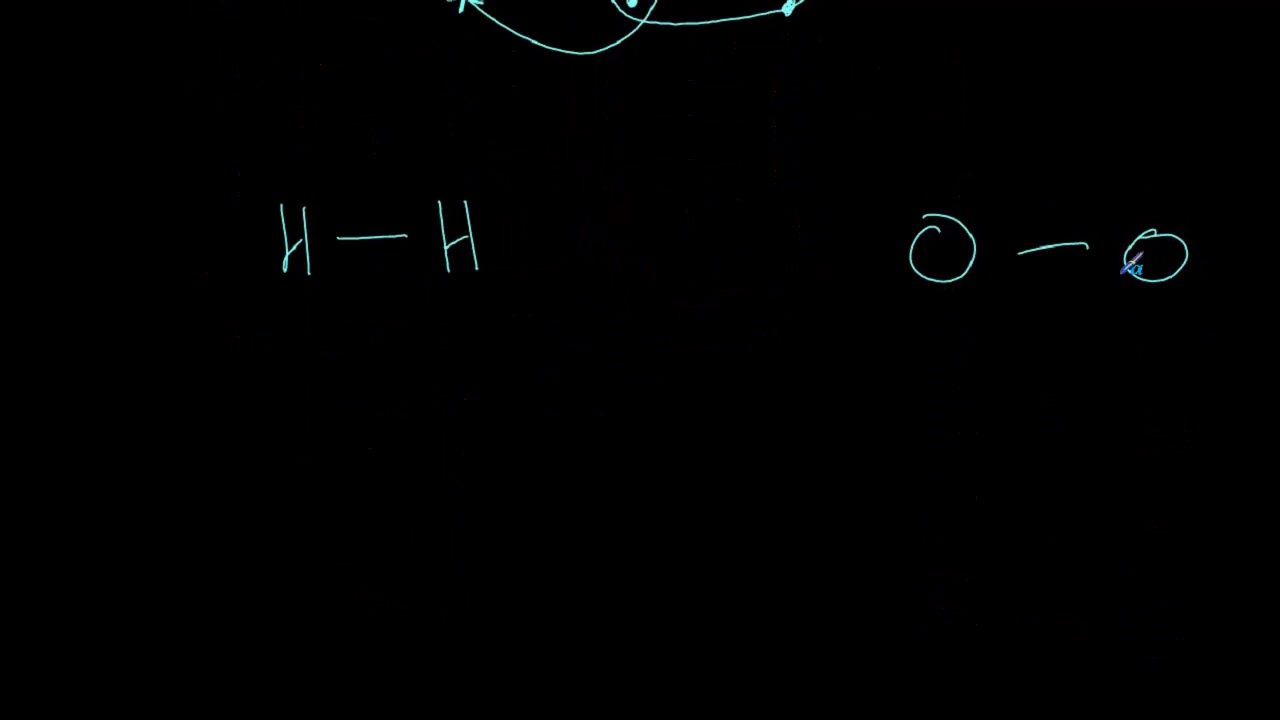 H — H O — O